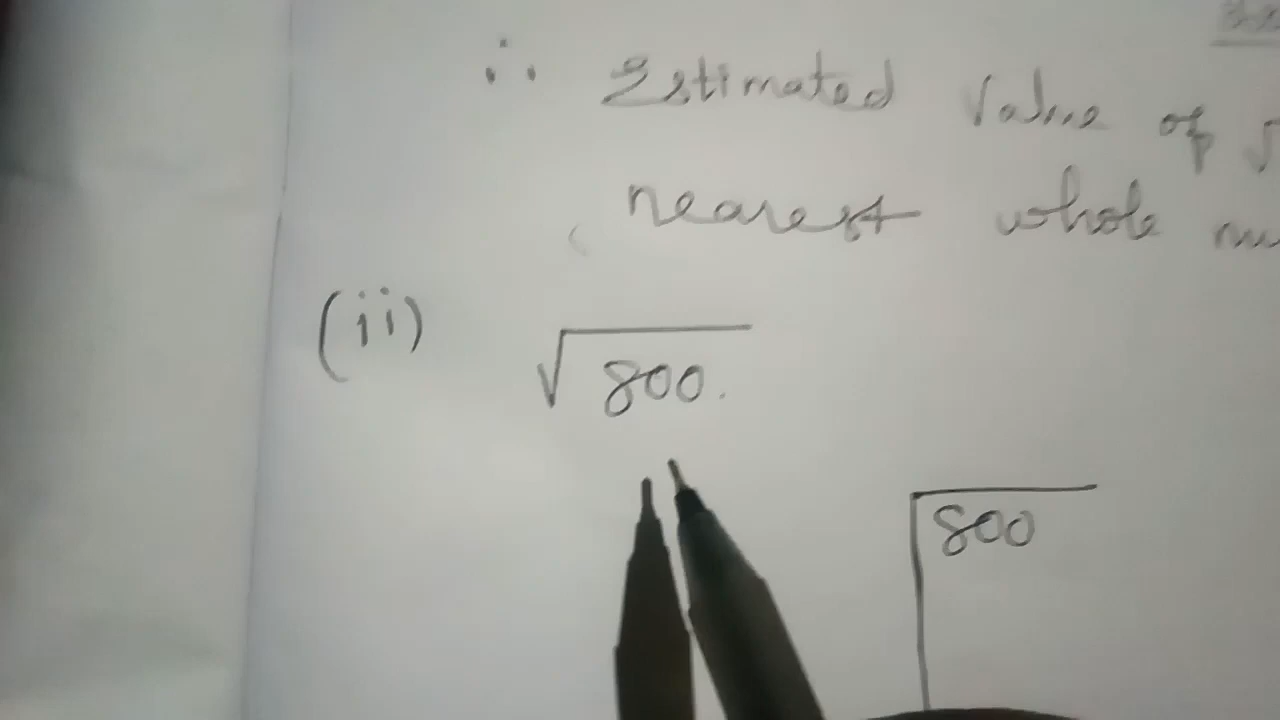 ∴ Estimated Value of √
nearest whole
(ii) √800.
800